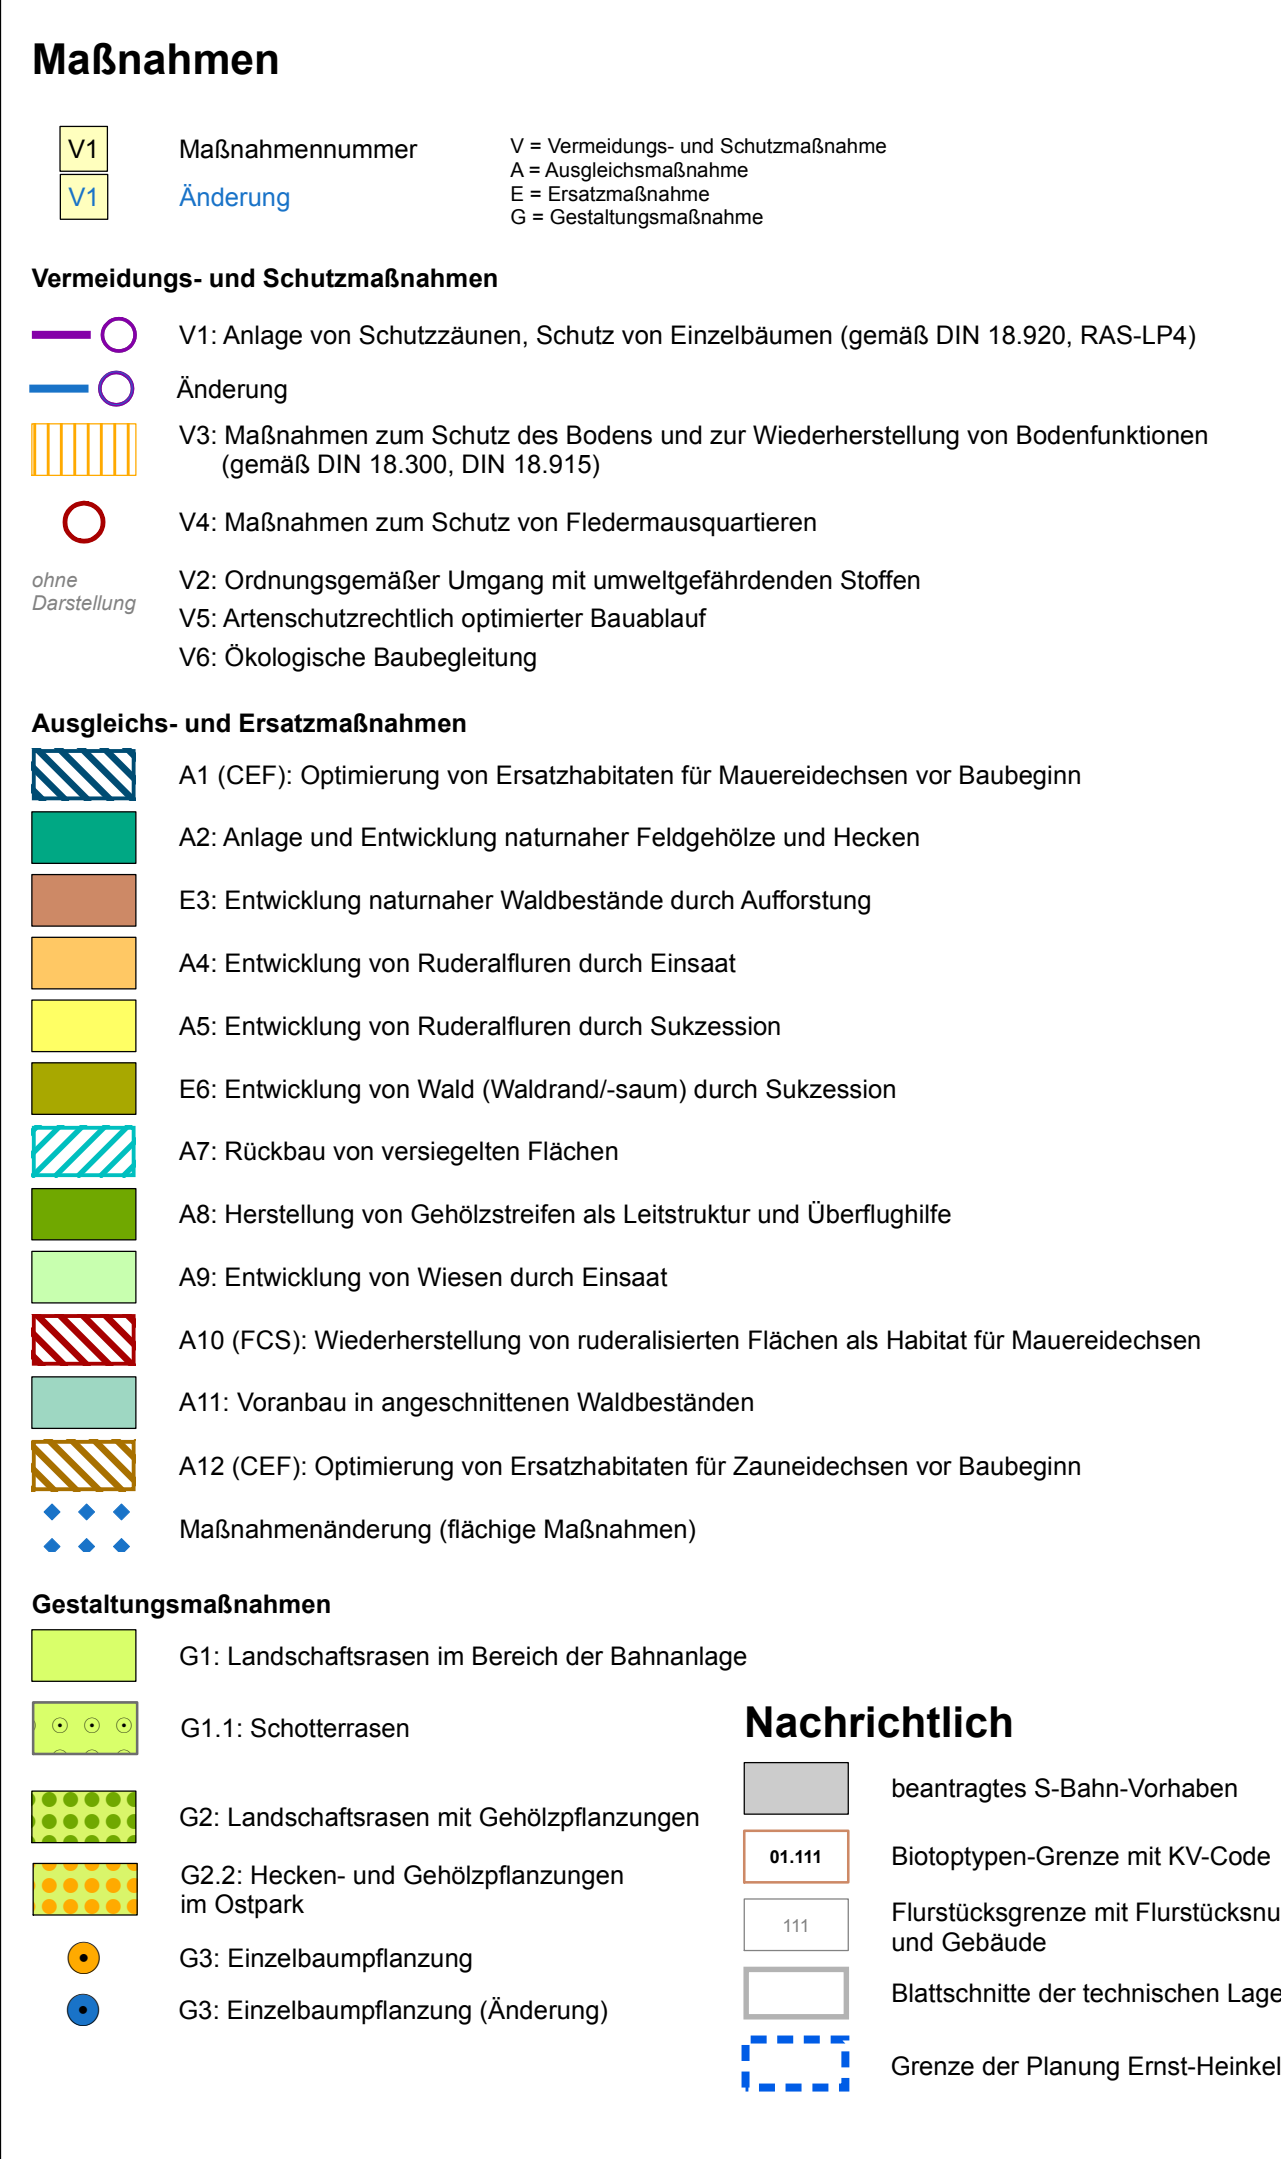 Maßnahmen
V1 Maßnahmennummer
V1 Änderung
V = Vermeidungs- und Schutzmaßnahme
A = Ausgleichsmaßnahme
E = Ersatzmaßnahme
G = Gestaltungsmaßnahme
Vermeidungs- und Schutzmaßnahmen
V1: Anlage von Schutzzäunen, Schutz von Einzelbäumen (gemäß DIN 18.920, RAS-LP4)
Änderung
V3: Maßnahmen zum Schutz des Bodens und zur Wiederherstellung von Bodenfunktionen
(gemäß DIN 18.300, DIN 18.915)
V4: Maßnahmen zum Schutz von Fledermausquartieren
ohne
Darstellung
V2: Ordnungsgemäßer Umgang mit umweltgefährdenden Stoffen
V5: Artenschutzrechtlich optimierter Bauablauf
V6: Ökologische Baubegleitung
Ausgleichs- und Ersatzmaßnahmen
A1 (CEF): Optimierung von Ersatzhabitaten für Mauereidechsen vor Baubeginn
A2: Anlage und Entwicklung naturnaher Feldgehölze und Hecken
E3: Entwicklung naturnaher Waldbestände durch Aufforstung
A4: Entwicklung von Ruderalfluren durch Einsaat
A5: Entwicklung von Ruderalfluren durch Sukzession
E6: Entwicklung von Wald (Waldrand/-saum) durch Sukzession
A7: Rückbau von versiegelten Flächen
A8: Herstellung von Gehölzstreifen als Leitstruktur und Überflughilfe
A9: Entwicklung von Wiesen durch Einsaat
A10 (FCS): Wiederherstellung von ruderalisierten Flächen als Habitat für Mauereidechsen
A11: Voranbau in angeschnittenen Waldbeständen
A12 (CEF): Optimierung von Ersatzhabitaten für Zauneidechsen vor Baubeginn
Maßnahmenänderung (flächige Maßnahmen)
Gestaltungsmaßnahmen
G1: Landschaftsrasen im Bereich der Bahnanlage
G1.1: Schotterrasen
G2: Landschaftsrasen mit Gehölzpflanzungen
G2.2: Hecken- und Gehölzpflanzungen
im Ostpark
G3: Einzelbaumpflanzung
G3: Einzelbaumpflanzung (Änderung)
Nachrichtlich
beantragtes S-Bahn-Vorhaben
01.111 Biotoptypen-Grenze mit KV-Code
111 Flurstücksgrenze mit Flurstücksnu
und Gebäude
Blattschnitte der technischen Lage
Grenze der Planung Ernst-Heinkel